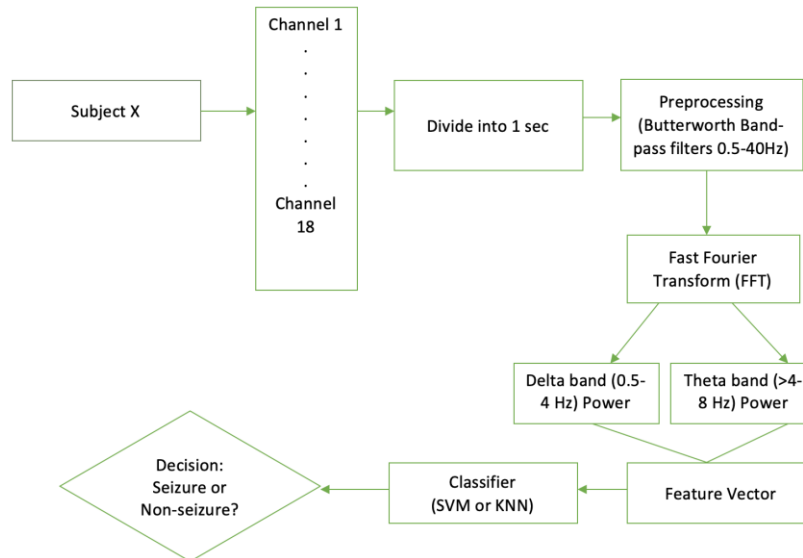 Subject X
Channel 1
.
.
.
.
.
.
.
Channel
18
Divide into 1 sec
Preprocessing
(Butterworth Band-
pass filters 0.5-40Hz)
Fast Fourier
Transform (FFT)
Delta band (0.5-
4 Hz) Power
Theta band (>4-
8 Hz) Power
Feature Vector
Classifier
(SVM or KNN)
Decision:
Seizure or
Non-seizure?